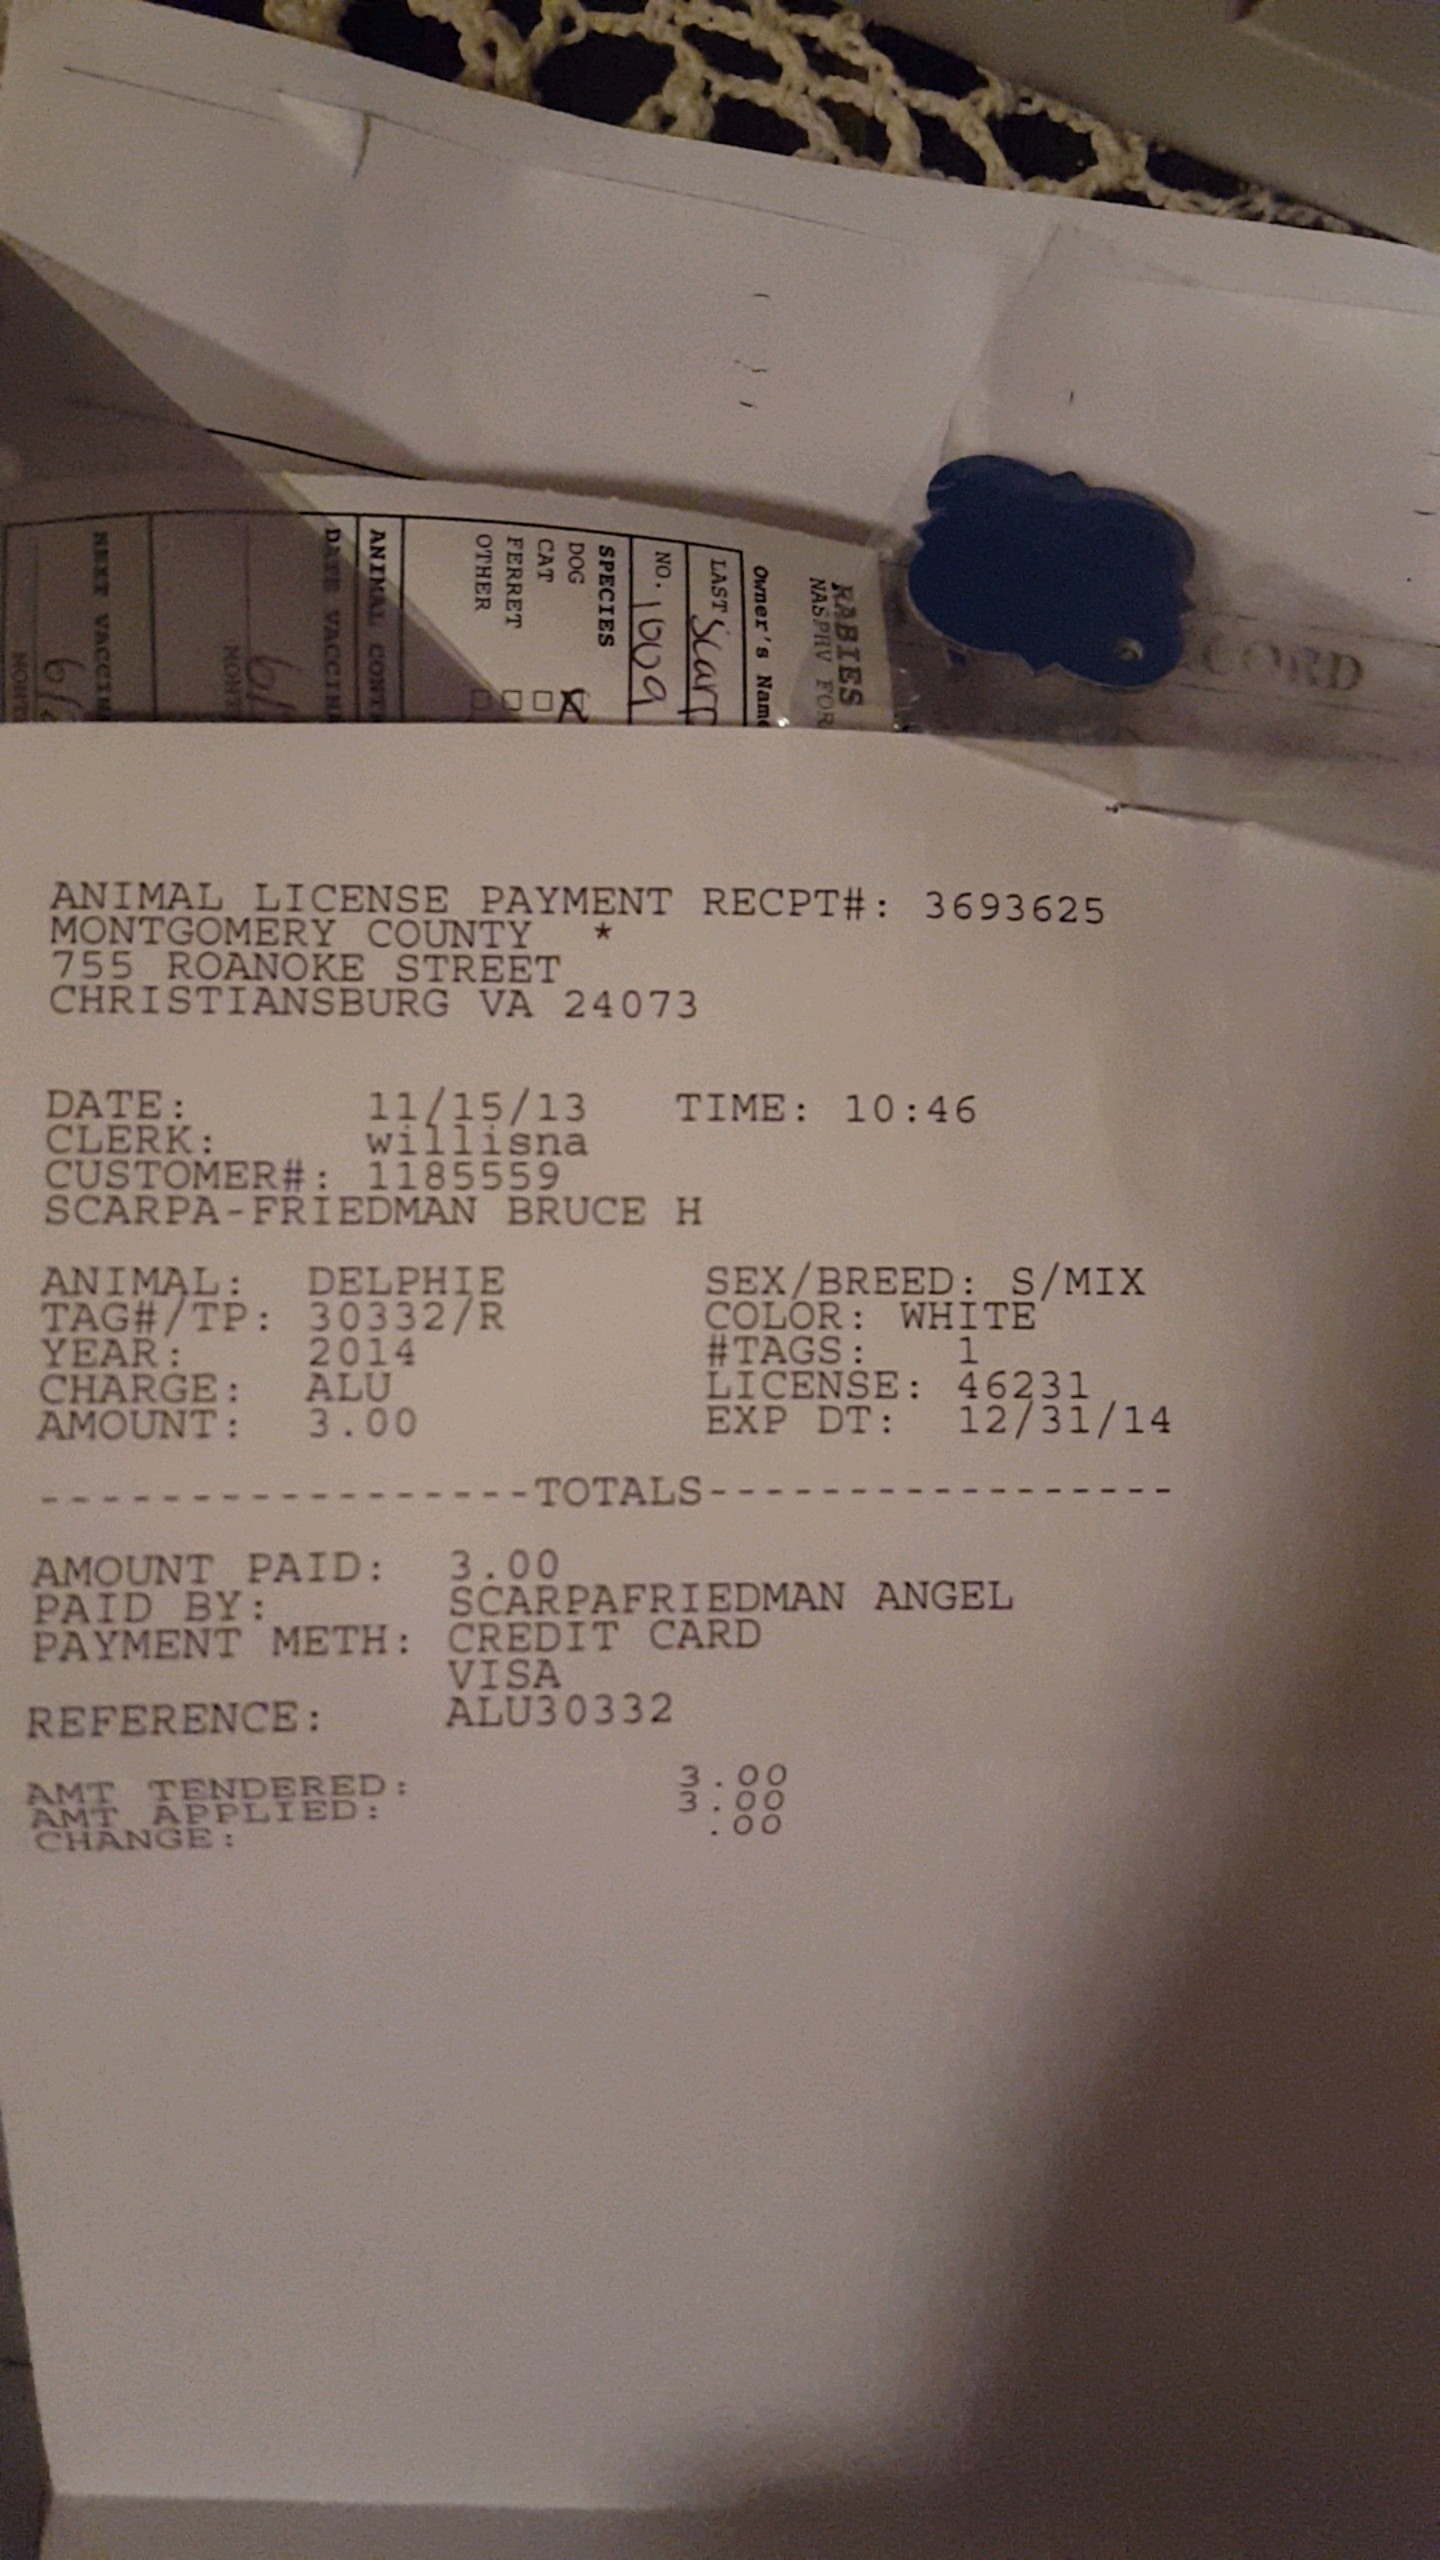 CORD
RABIES
NASPHV FOR
Owner's Name
LAST Scarp
NO. 1609
SPECIES
DOG
CAT
FERRET
OTHER
ANIMAL CONT
DATE VACCIN
MONT
NEXT VACCIN
MONT
ANIMAL LICENSE PAYMENT RECPT#: 3693625
MONTGOMERY COUNTY *
755 ROANOKE STREET
CHRISTIANSBURG VA 24073
DATE: 11/15/13 TIME: 10:46
CLERK: willisna
CUSTOMER#: 1185559
SCARPA-FRIEDMAN BRUCE H
ANIMAL: DELPHIE SEX/BREED: S/MIX
TAG#/TP: 30332/R COLOR: WHITE
YEAR: 2014 #TAGS: 1
CHARGE: ALU LICENSE: 46231
AMOUNT: 3.00 EXP DT: 12/31/14
------------------TOTALS-----------------
AMOUNT PAID: 3.00
PAID BY: SCARPAFRIEDMAN ANGEL
PAYMENT METH: CREDIT CARD
VISA
REFERENCE: ALU30332
AMT TENDERED: 3.00
AMT APPLIED: 3.00
CHANGE: .00